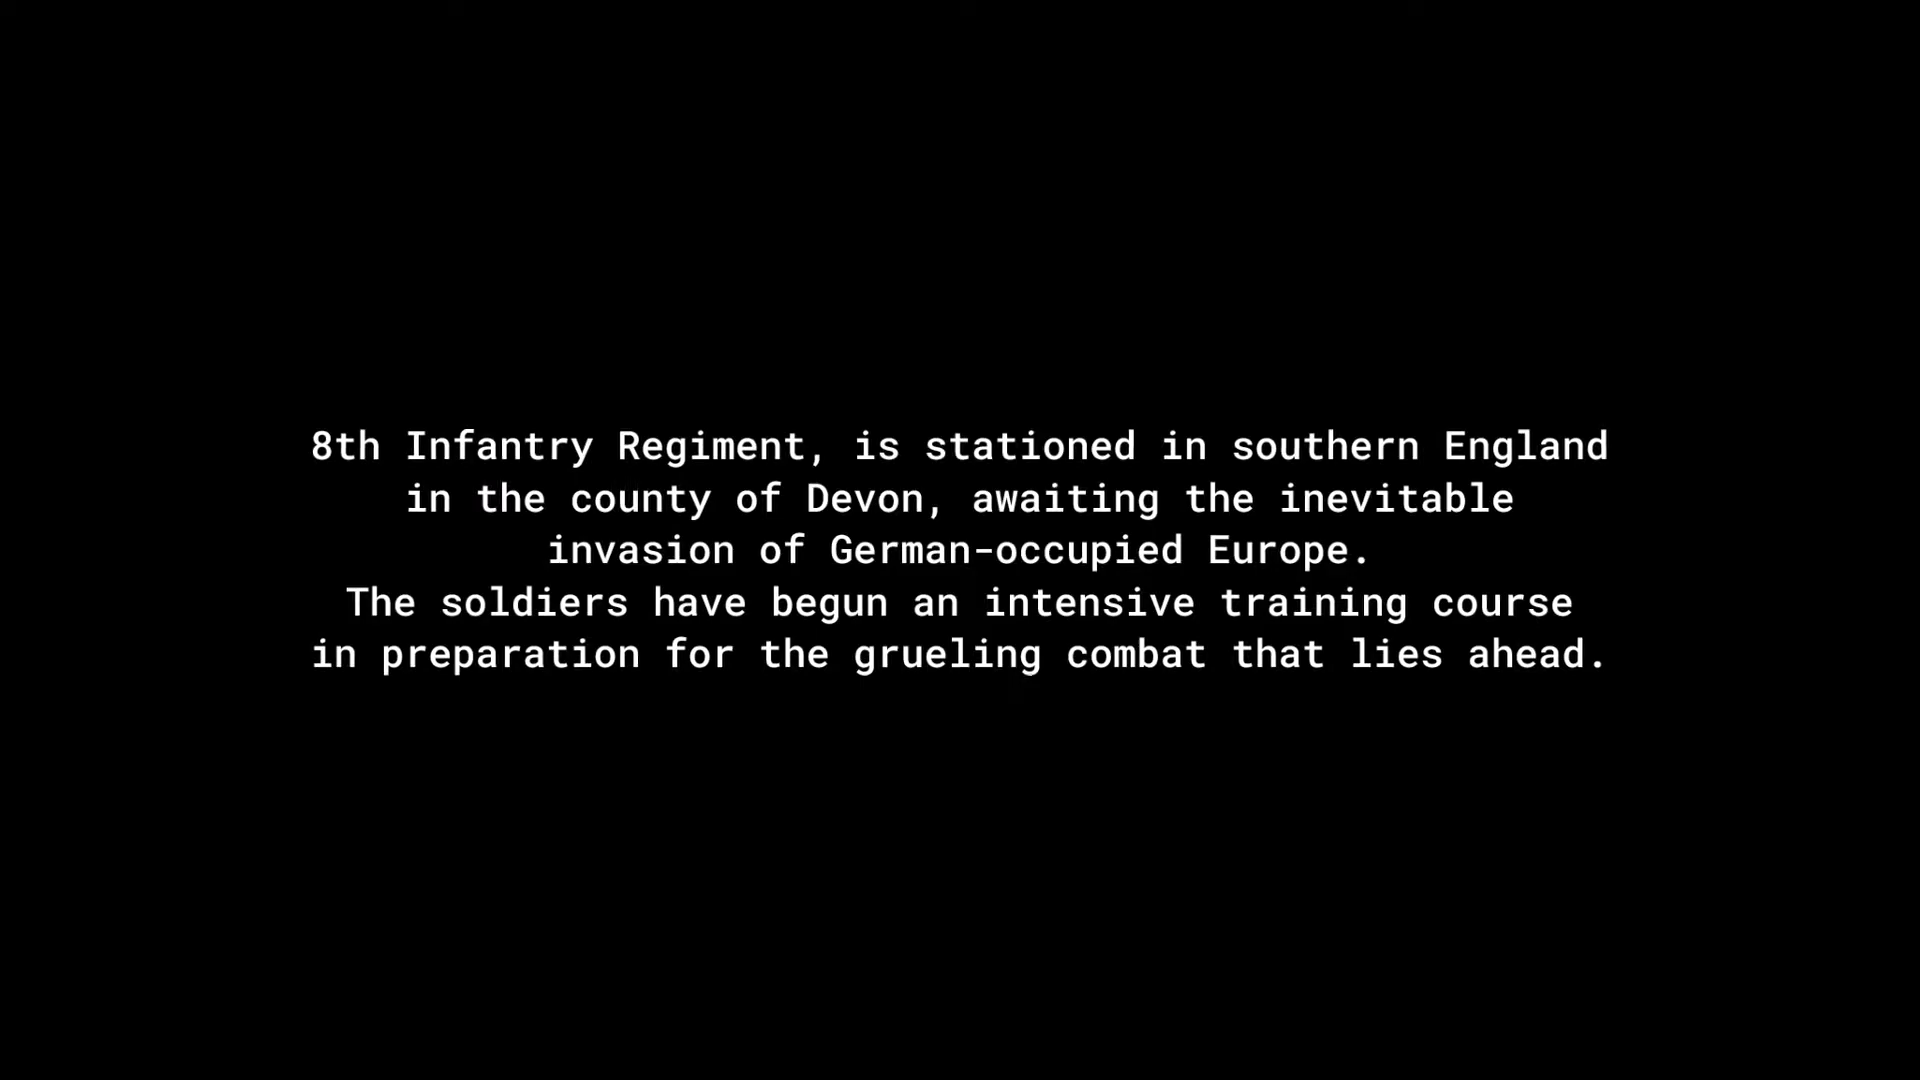 8th Infantry Regiment, is stationed in southern England
in the county of Devon, awaiting the inevitable
invasion of German-occupied Europe.
The soldiers have begun an intensive training course
in preparation for the grueling combat that lies ahead.